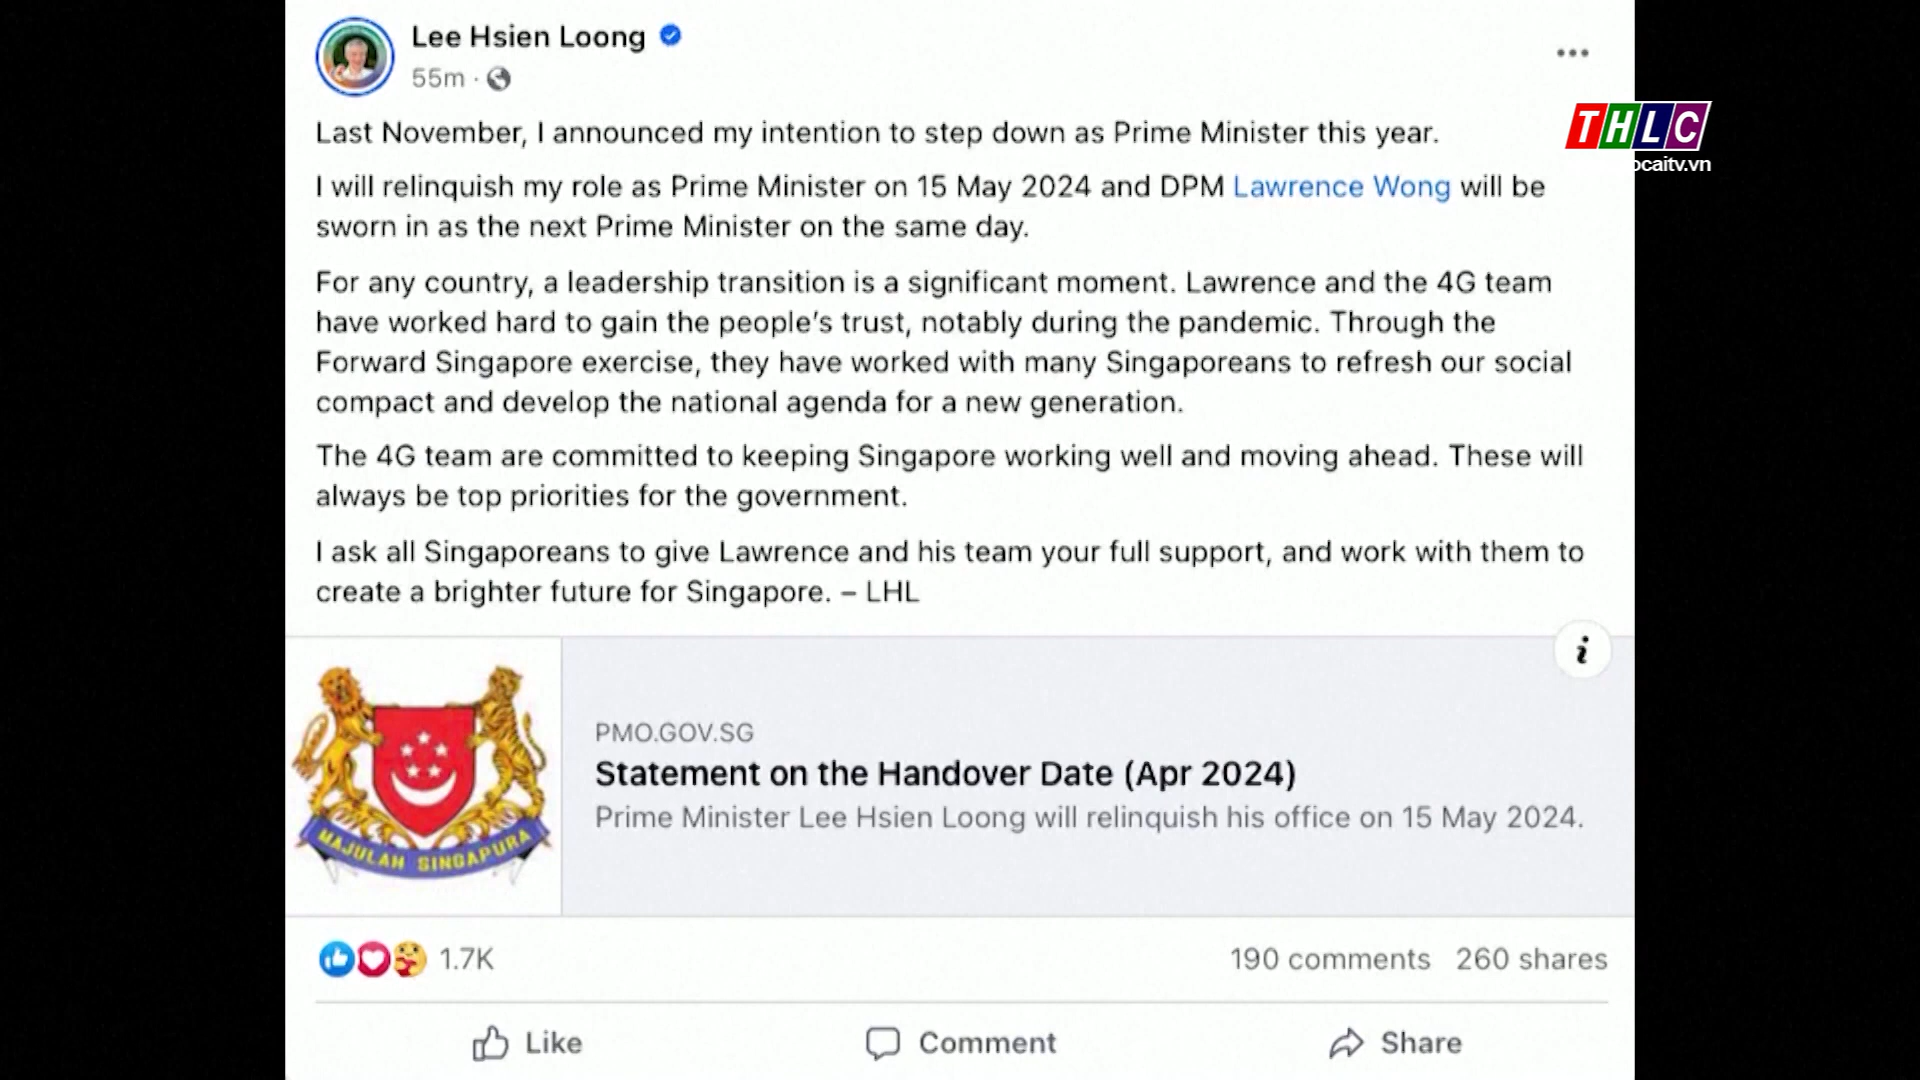 Lee Hsien Loong
55m ·
THLC
ocaitv.vn
Last November, I announced my intention to step down as Prime Minister this year.
I will relinquish my role as Prime Minister on 15 May 2024 and DPM Lawrence Wong will be
sworn in as the next Prime Minister on the same day.
For any country, a leadership transition is a significant moment. Lawrence and the 4G team
have worked hard to gain the people's trust, notably during the pandemic. Through the
Forward Singapore exercise, they have worked with many Singaporeans to refresh our social
compact and develop the national agenda for a new generation.
The 4G team are committed to keeping Singapore working well and moving ahead. These will
always be top priorities for the government.
I ask all Singaporeans to give Lawrence and his team your full support, and work with them to
create a brighter future for Singapore. – LHL
MAJULAH SINGAPURA
PMO.GOV.SG
Statement on the Handover Date (Apr 2024)
Prime Minister Lee Hsien Loong will relinquish his office on 15 May 2024.
1.7K
190 comments 260 shares
Like
Comment
Share